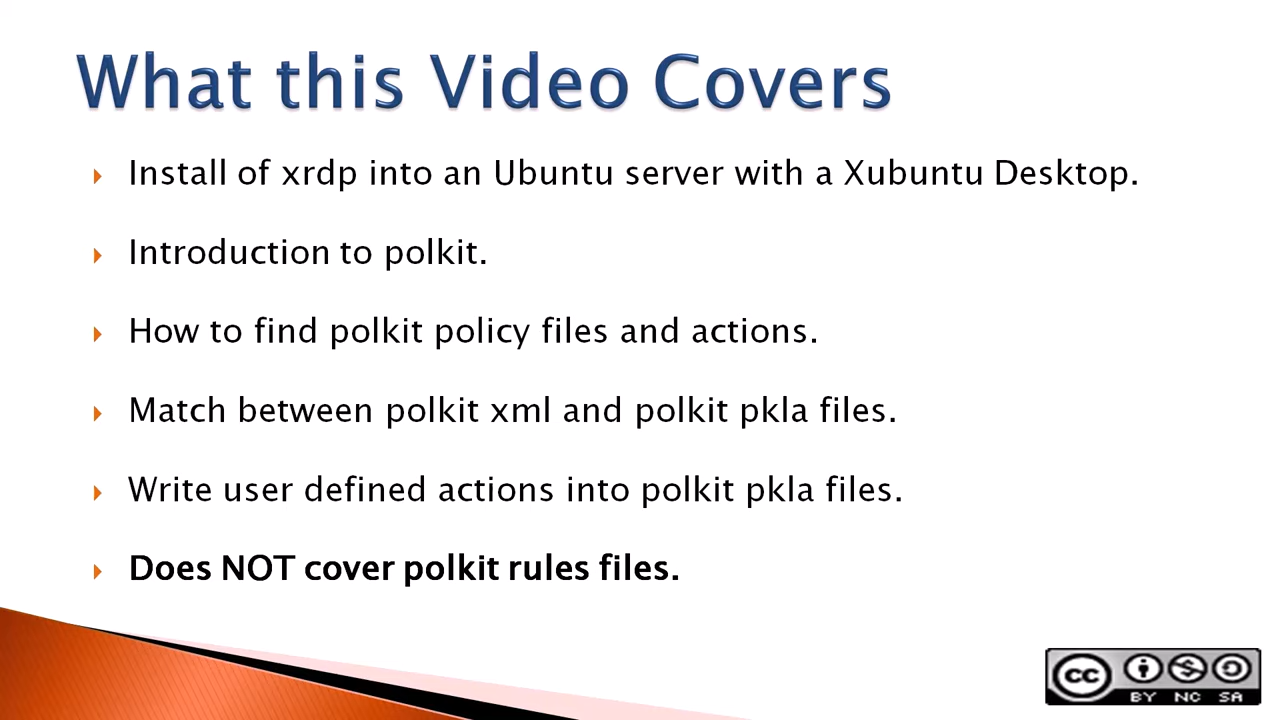 What this Video Covers
Install of xrdp into an Ubuntu server with a Xubuntu Desktop.
Introduction to polkit.
How to find polkit policy files and actions.
Match between polkit xml and polkit pkla files.
Write user defined actions into polkit pkla files.
Does NOT cover polkit rules files.
cc
BY NC SA